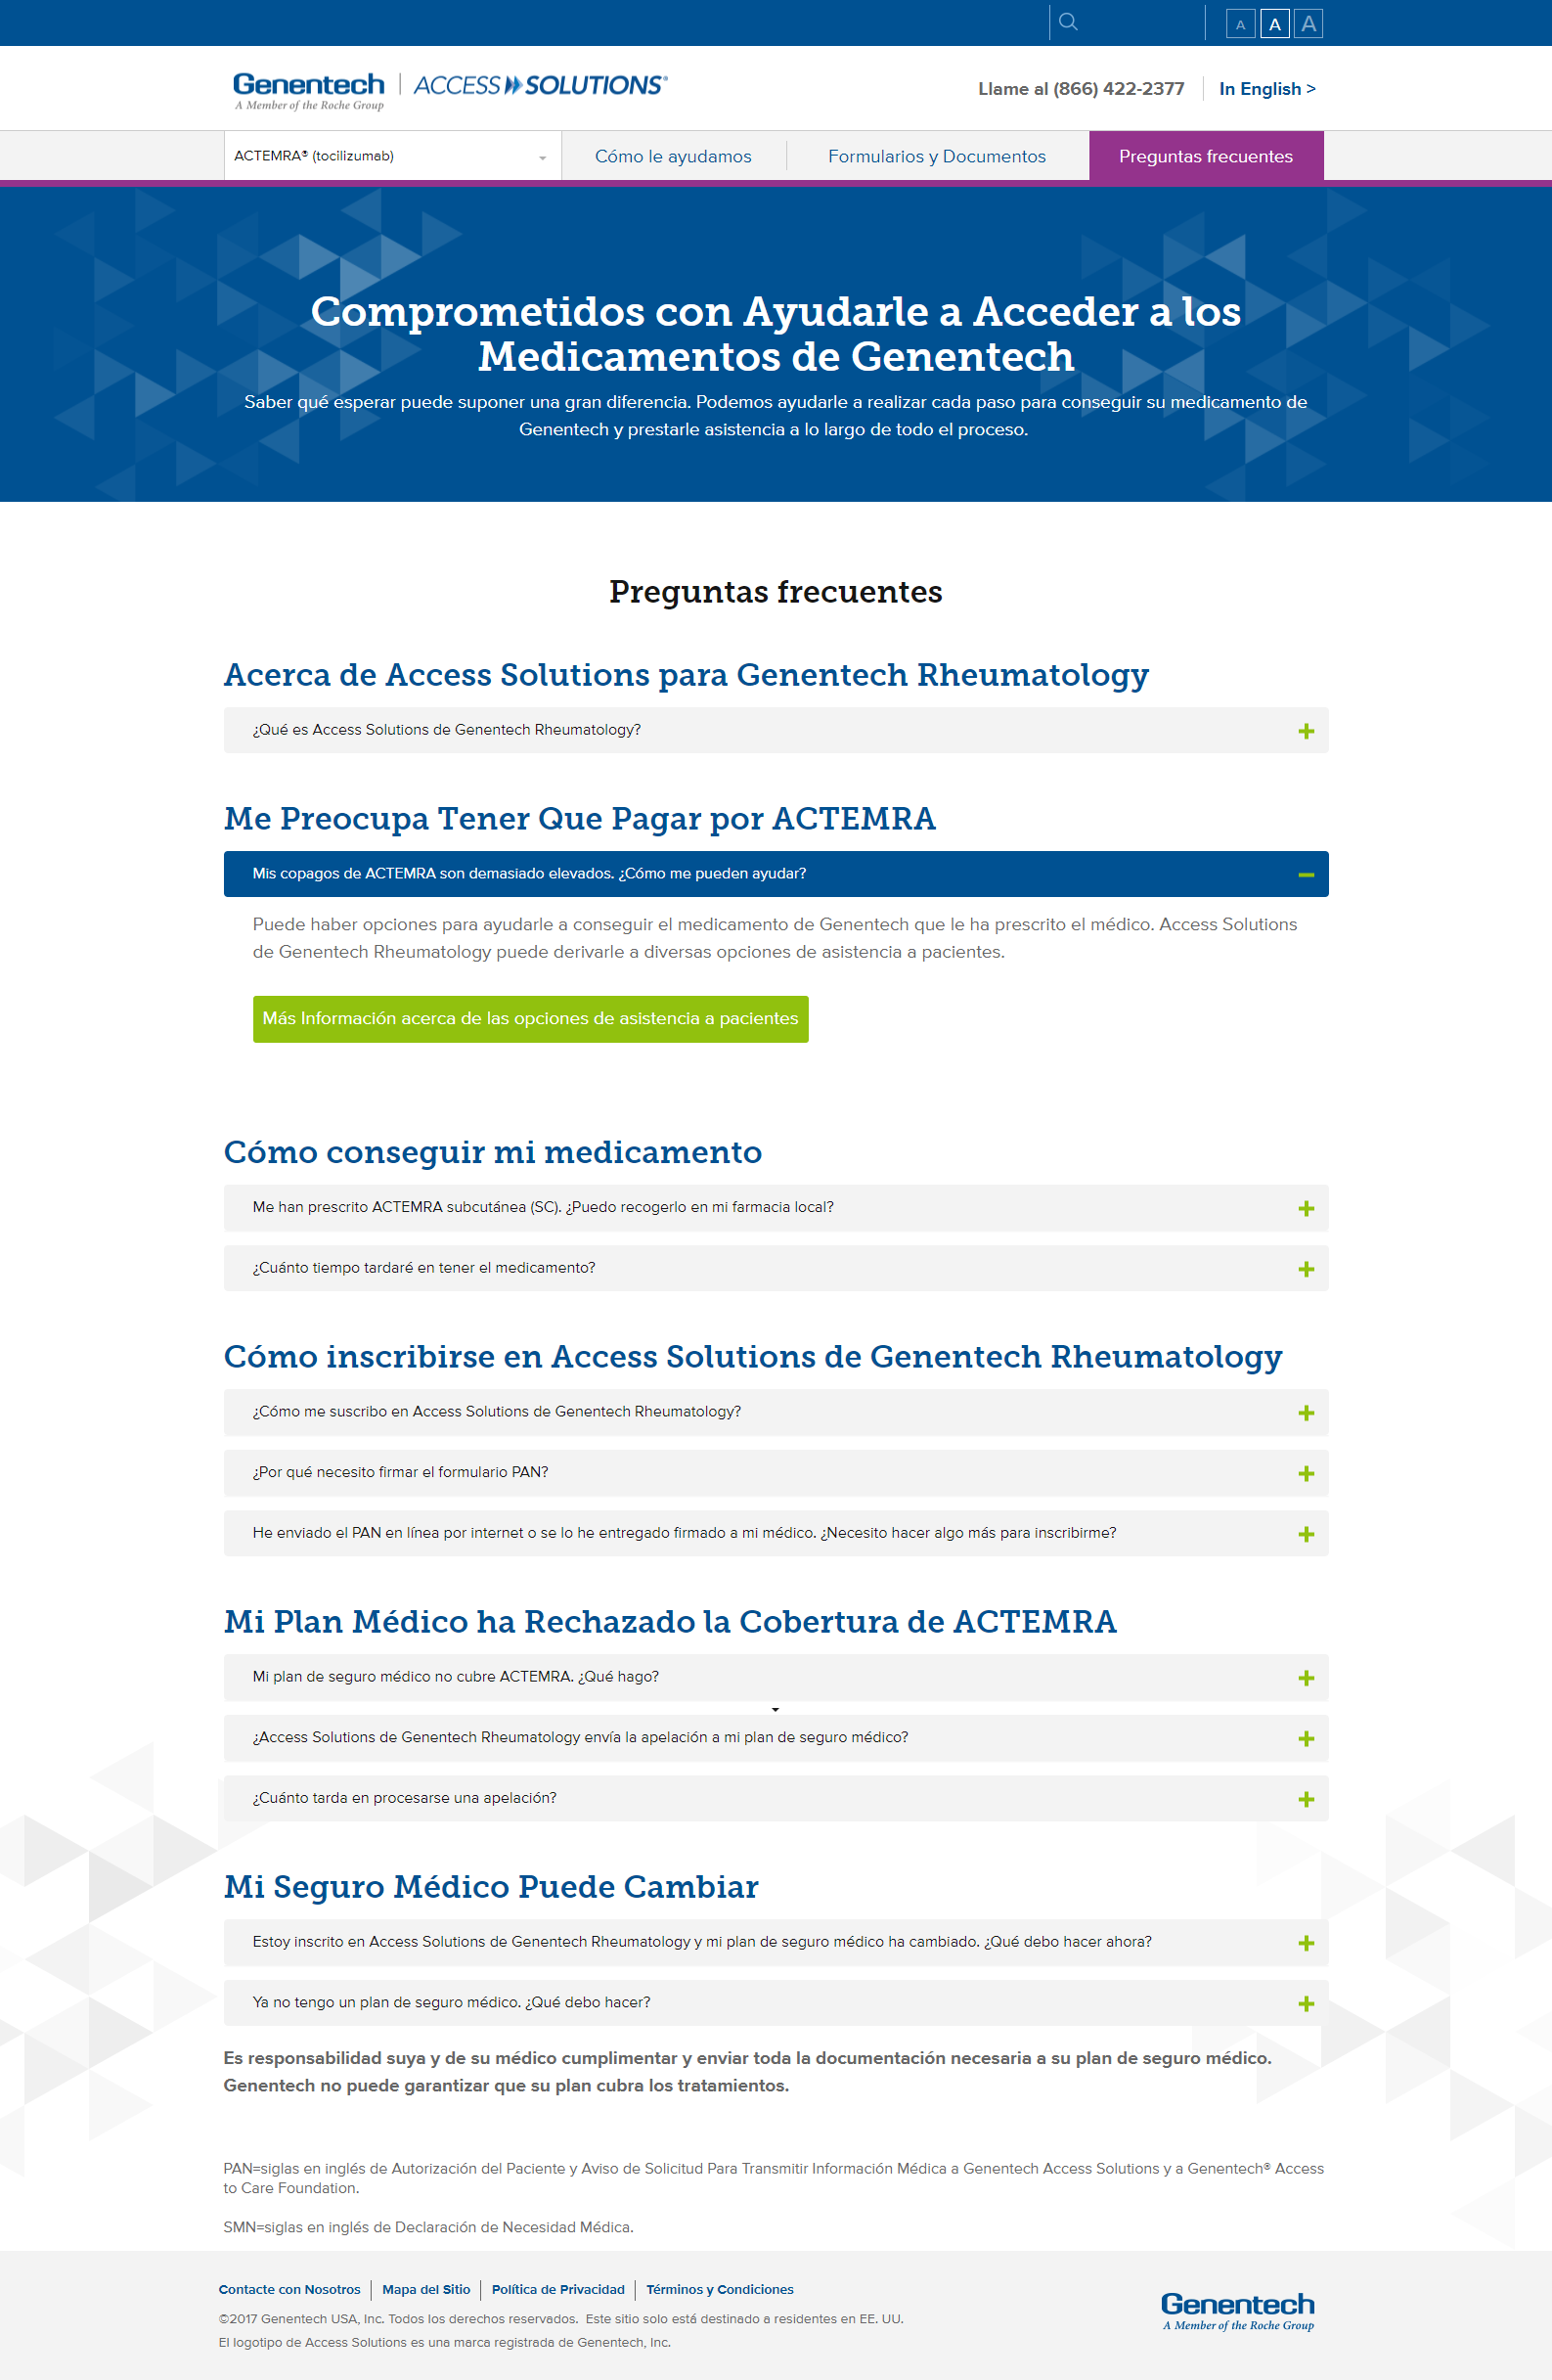 A A A
Genentech
A Member of the Roche Group
ACCESS SOLUTIONS®
Llame al (866) 422-2377
In English >
ACTEMRA® (tocilizumab)
Cómo le ayudamos
Formularios y Documentos
Preguntas frecuentes
Comprometidos con Ayudarle a Acceder a los
Medicamentos de Genentech
Saber qué esperar puede suponer una gran diferencia. Podemos ayudarle a realizar cada paso para conseguir su medicamento de
Genentech y prestarle asistencia a lo largo de todo el proceso.
Preguntas frecuentes
Acerca de Access Solutions para Genentech Rheumatology
¿Qué es Access Solutions de Genentech Rheumatology?
Me Preocupa Tener Que Pagar por ACTEMRA
Mis copagos de ACTEMRA son demasiado elevados. ¿Cómo me pueden ayudar?
Puede haber opciones para ayudarle a conseguir el medicamento de Genentech que le ha prescrito el médico. Access Solutions
de Genentech Rheumatology puede derivarle a diversas opciones de asistencia a pacientes.
Más Información acerca de las opciones de asistencia a pacientes
Cómo conseguir mi medicamento
Me han prescrito ACTEMRA subcutánea (SC). ¿Puedo recogerlo en mi farmacia local?
¿Cuánto tiempo tardaré en tener el medicamento?
Cómo inscribirse en Access Solutions de Genentech Rheumatology
¿Cómo me suscribo en Access Solutions de Genentech Rheumatology?
¿Por qué necesito firmar el formulario PAN?
He enviado el PAN en línea por internet o se lo he entregado firmado a mi médico. ¿Necesito hacer algo más para inscribirme?
Mi Plan Médico ha Rechazado la Cobertura de ACTEMRA
Mi plan de seguro médico no cubre ACTEMRA. ¿Qué hago?
¿Access Solutions de Genentech Rheumatology envía la apelación a mi plan de seguro médico?
¿Cuánto tarda en procesarse una apelación?
Mi Seguro Médico Puede Cambiar
Estoy inscrito en Access Solutions de Genentech Rheumatology y mi plan de seguro médico ha cambiado. ¿Qué debo hacer ahora?
Ya no tengo un plan de seguro médico. ¿Qué debo hacer?
Es responsabilidad suya y de su médico cumplimentar y enviar toda la documentación necesaria a su plan de seguro médico.
Genentech no puede garantizar que su plan cubra los tratamientos.
PAN=siglas en inglés de Autorización del Paciente y Aviso de Solicitud Para Transmitir Información Médica a Genentech Access Solutions y a Genentech® Access
to Care Foundation.
SMN=siglas en inglés de Declaración de Necesidad Médica.
Contacte con Nosotros
Mapa del Sitio
Política de Privacidad
Términos y Condiciones
©2017 Genentech USA, Inc. Todos los derechos reservados. Este sitio solo está destinado a residentes en EE. UU.
El logotipo de Access Solutions es una marca registrada de Genentech, Inc.
Genentech
A Member of the Roche Group